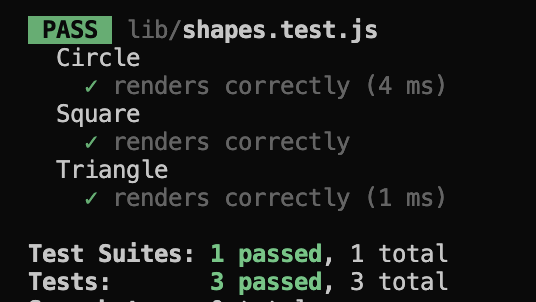 PASS lib/shapes.test.js
Circle
✓ renders correctly (4 ms)
Square
✓ renders correctly
Triangle
✓ renders correctly (1 ms)
Test Suites: 1 passed, 1 total
Tests: 3 passed, 3 total